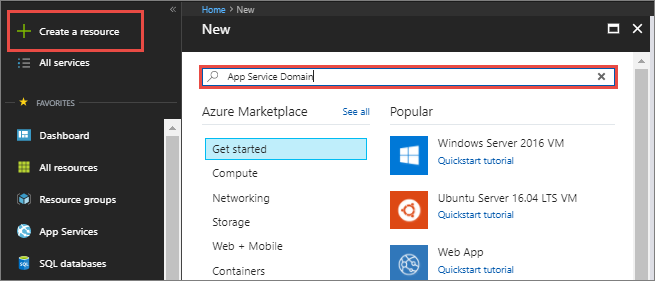 Create a resource
All services
FAVORITES
Dashboard
All resources
Resource groups
App Services
SQL databases
Home > New
New
App Service Domain
Azure Marketplace See all
Get started
Compute
Networking
Storage
Web + Mobile
Containers
Popular
Windows Server 2016 VM
Quickstart tutorial
Ubuntu Server 16.04 LTS VM
Quickstart tutorial
Web App
Quickstart tutorial